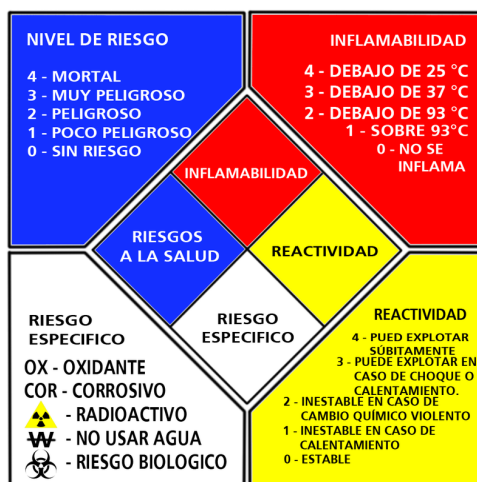 NIVEL DE RIESGO
4 - MORTAL
3 - MUY PELIGROSO
2 - PELIGROSO
1 - POCO PELIGROSO
0 - SIN RIESGO
INFLAMABILIDAD
4 - DEBAJO DE 25 °C
3 - DEBAJO DE 37 °C
2 - DEBAJO DE 93 °C
1 - SOBRE 93°C
0 - NO SE
INFLAMA
INFLAMABILIDAD
RIESGOS
A LA SALUD
REACTIVIDAD
RIESGO
ESPECIFICO
RIESGO
ESPECIFICO
OX - OXIDANTE
COR - CORROSIVO
- RADIOACTIVO
W - NO USAR AGUA
- RIESGO BIOLOGICO
REACTIVIDAD
4 - PUED EXPLOTAR
SÚBITAMENTE
3 - PUEDE EXPLOTAR EN
CASO DE CHOQUE O
CALENTAMIENTO.
2 - INESTABLE EN CASO DE
CAMBIO QUÍMICO VIOLENTO
1 - INESTABLE EN CASO DE
CALENTAMIENTO
0 - ESTABLE